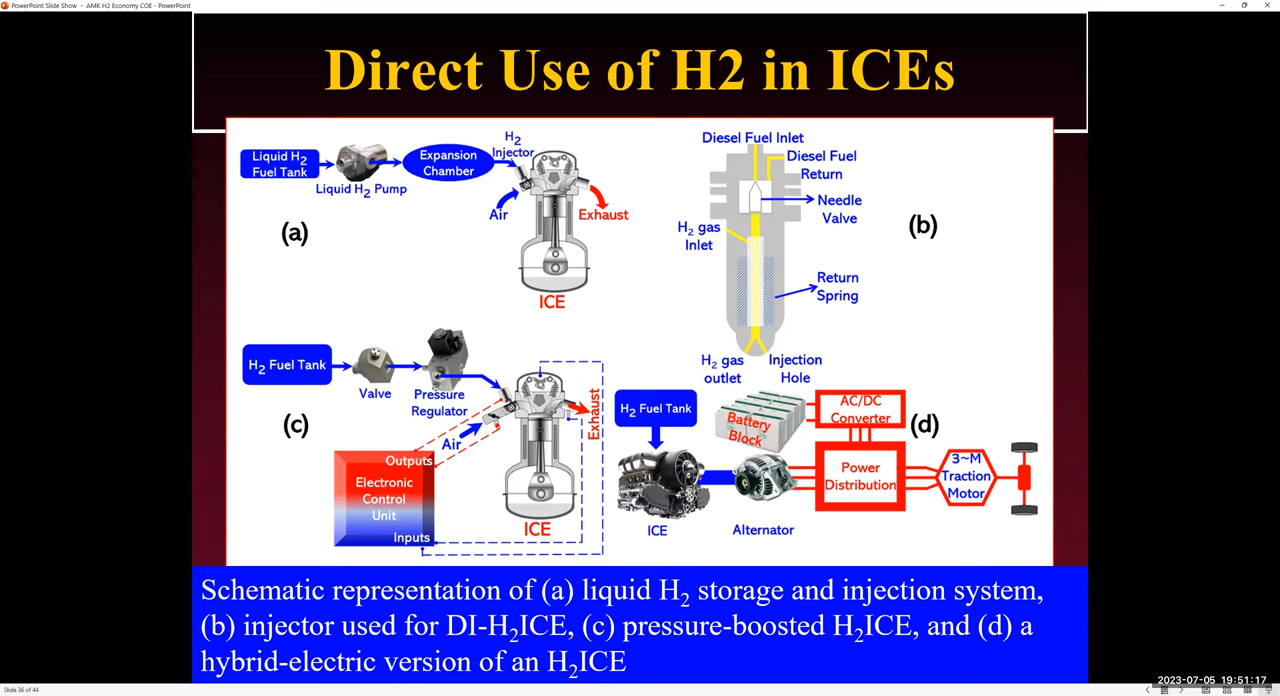 PowerPoint Slide Show - AMK H2 Economy COE - PowerPoint
Direct Use of H2 in ICEs
Liquid H2
Fuel Tank
Liquid H2 Pump
Expansion
Chamber
H2
Injector
Air
Exhaust
(a)
ICE
Diesel Fuel Inlet
Diesel Fuel
Return
Needle
Valve
H2 gas
Inlet
(b)
Return
Spring
H2 gas
outlet
Injection
Hole
H2 Fuel Tank
Valve
Pressure
Regulator
Air
Exhaust
(c)
Outputs
Electronic
Control
Unit
Inputs
ICE
H2 Fuel Tank
Battery
Block
AC/DC
Converter
(d)
Power
Distribution
3~M
Traction
Motor
ICE
Alternator
Schematic representation of (a) liquid H2 storage and injection system,
(b) injector used for DI-H2ICE, (c) pressure-boosted H2ICE, and (d) a
hybrid-electric version of an H2ICE
2023-07-05 19:51:17
Slide 36 of 44